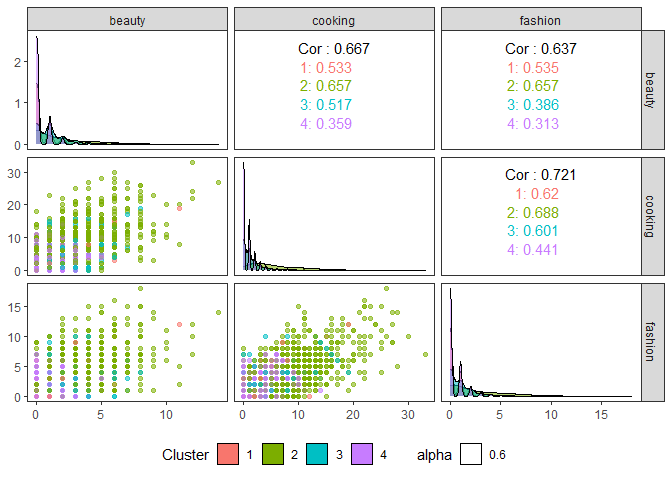 beauty cooking fashion
Cor : 0.667
1: 0.533
2: 0.657
3: 0.517
4: 0.359
Cor : 0.637
1: 0.535
2: 0.657
3: 0.386
4: 0.313
beauty
2
1
0
Cor : 0.721
1: 0.62
2: 0.688
3: 0.601
4: 0.441
cooking
30
20
10
0
fashion
15
10
5
0
0 5 10 0 10 20 30 0 5 10 15
Cluster 1 2 3 4 alpha 0.6